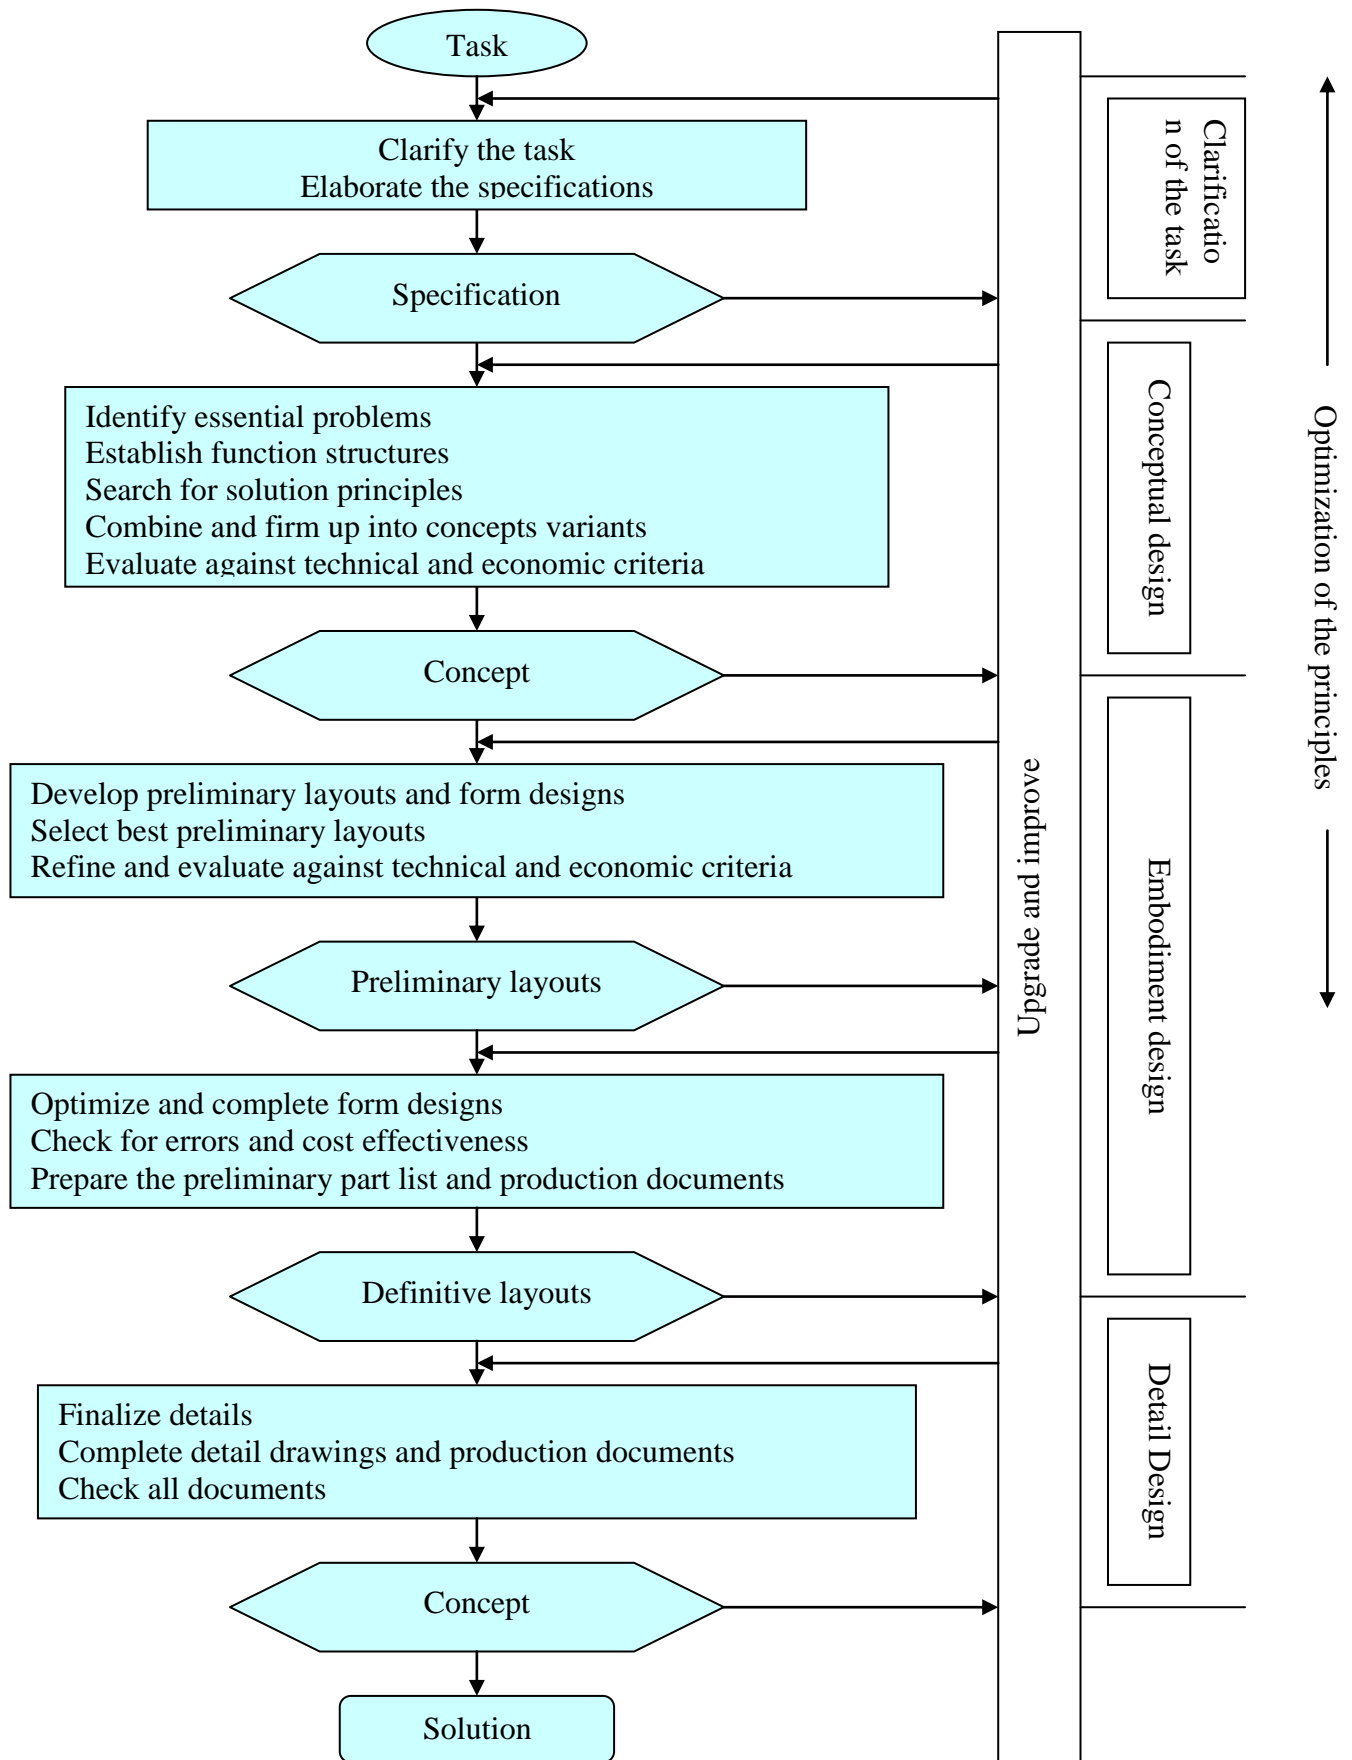 Task
Clarify the task
Elaborate the specifications
Specification
Identify essential problems
Establish function structures
Search for solution principles
Combine and firm up into concepts variants
Evaluate against technical and economic criteria
Concept
Develop preliminary layouts and form designs
Select best preliminary layouts
Refine and evaluate against technical and economic criteria
Preliminary layouts
Optimize and complete form designs
Check for errors and cost effectiveness
Prepare the preliminary part list and production documents
Definitive layouts
Finalize details
Complete detail drawings and production documents
Check all documents
Concept
Solution
Upgrade and improve
Clarificatio
n of the task
Conceptual design
Embodiment design
Detail Design
Optimization of the principles